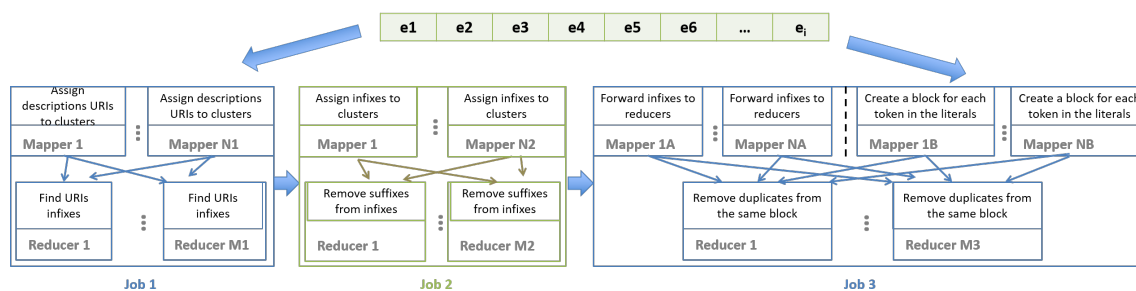 e1 e2 e3 e4 e5 e6 ... ei
Assign
descriptions URIs
to clusters
Mapper 1
Assign descriptions
URIs to clusters
Mapper N1
Find URIs
infixes
Reducer 1
Find URIs
infixes
Reducer M1
Job 1
Assign infixes to
clusters
Mapper 1
Assign infixes to
clusters
Mapper N2
Remove suffixes
from infixes
Reducer 1
Remove suffixes
from infixes
Reducer M2
Job 2
Forward infixes to
reducers
Mapper 1A
Forward infixes to
reducers
Mapper NA
Create a block for each
token in the literals
Mapper 1B
Create a block for each
token in the literals
Mapper NB
Remove duplicates from
the same block
Reducer 1
Remove duplicates from
the same block
Reducer M3
Job 3